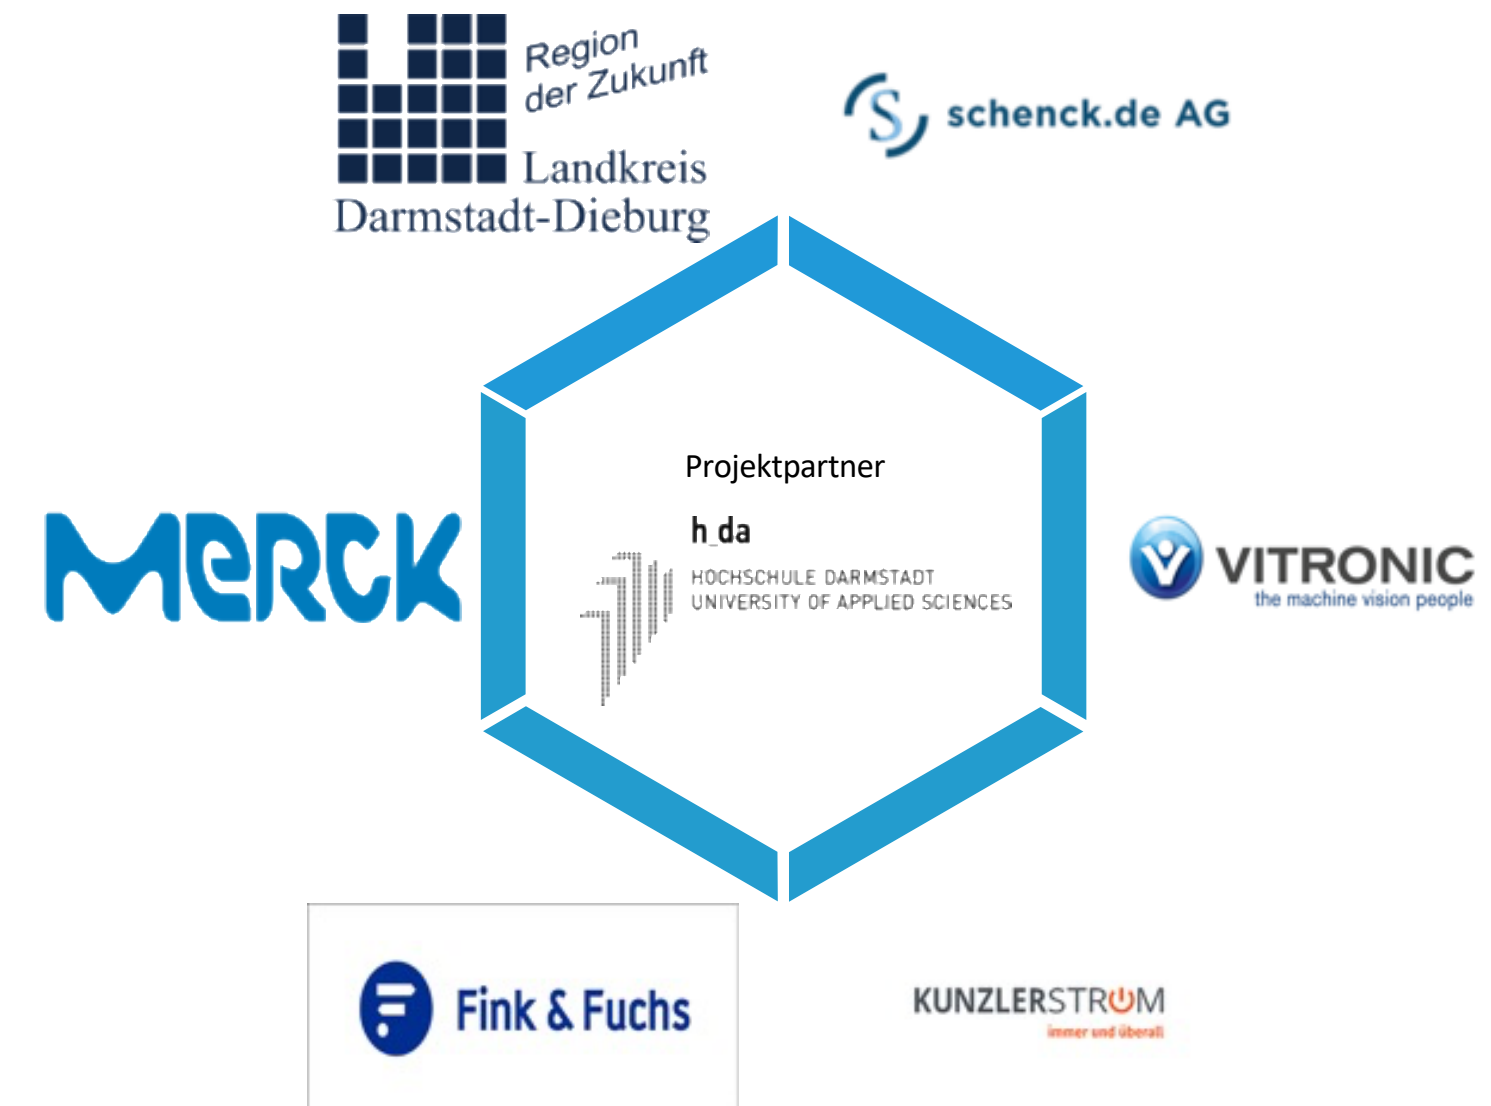 Region
der Zukunft
Landkreis
Darmstadt-Dieburg
S schenck.de AG
Projektpartner
h_da
HOCHSCHULE DARMSTADT
UNIVERSITY OF APPLIED SCIENCES
MERCK
VITRONIC
the machine vision people
Fink & Fuchs
KUNZLERSTROM
immer und überall